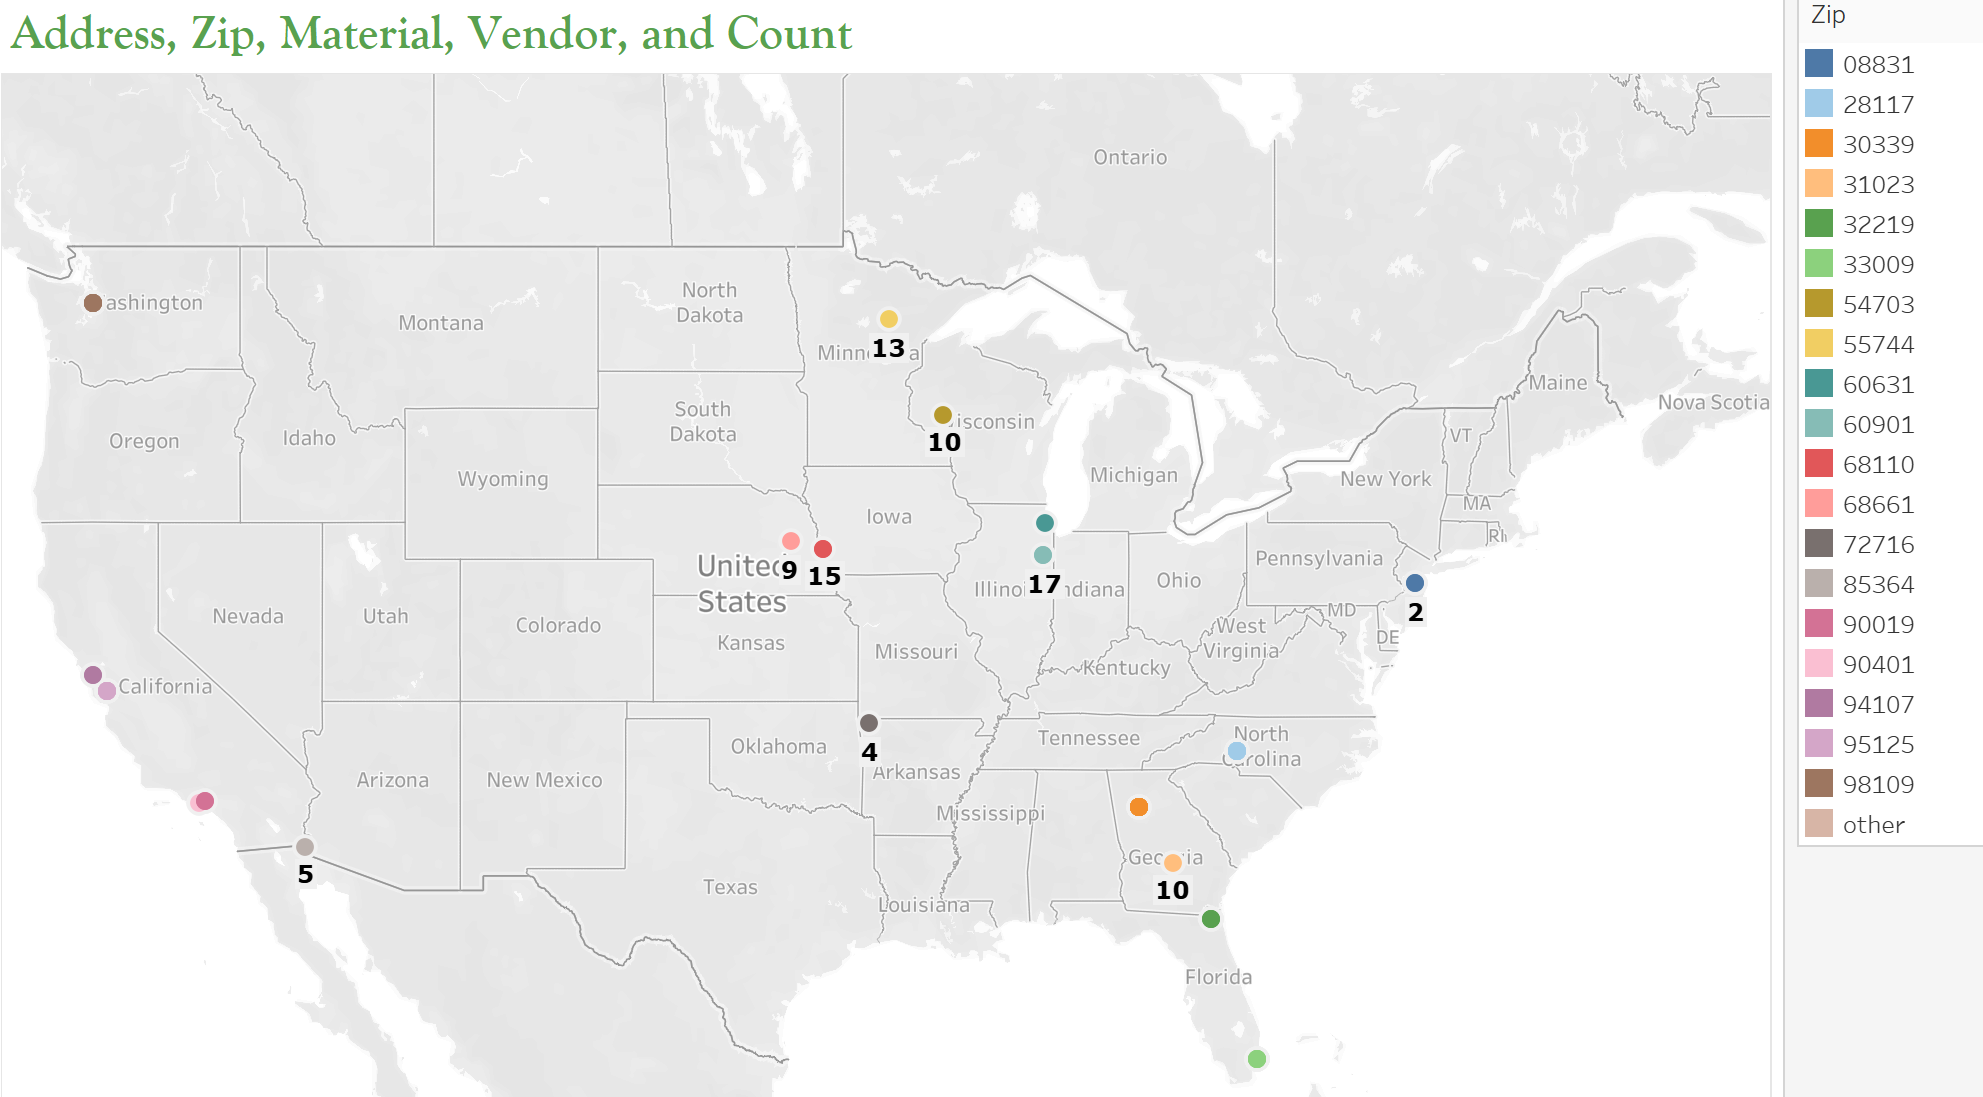 Address, Zip, Material, Vendor, and Count
Zip
08831
28117
30339
31023
32219
33009
54703
55744
60631
60901
68110
68661
72716
85364
90019
90401
94107
95125
98109
other
Ontario
ashington
Montana
North
Dakota
Minn a
13
Maine
Nova Scotia
South
Dakota
isconsin
10
Oregon
Idaho
VT
Wyoming
Michigan
New York
MA
Iowa
RI
United
States
9
15
Illinoi ndiana
17
Ohio
Pennsylvania
2
Nevada
Utah
Colorado
Kansas
Missouri
West
Virginia
MD
DE
Kentucky
California
4
Oklahoma
Arkansas
Tennessee
North
Carolina
Arizona
New Mexico
Mississippi
5
Georgia
10
Texas
Louisiana
Florida